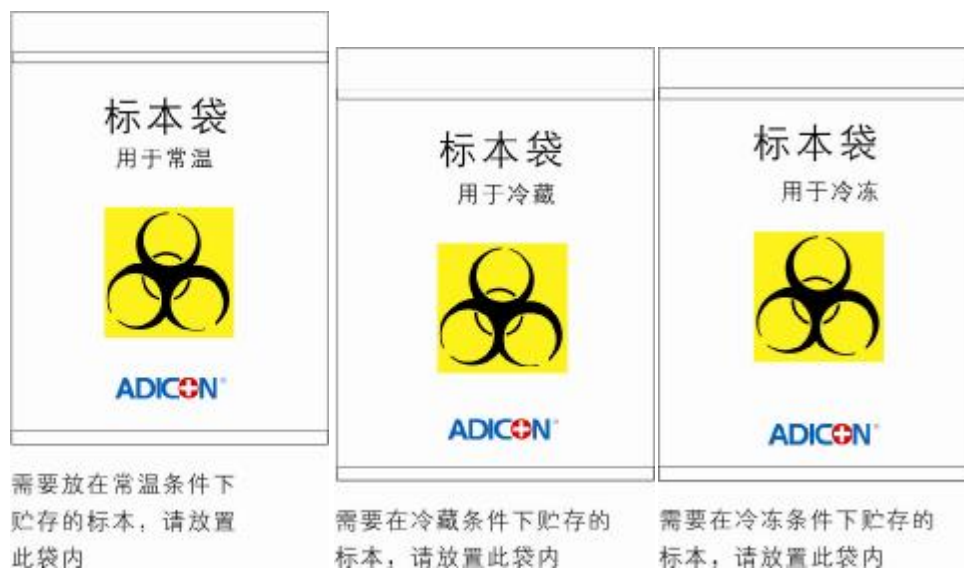 标本袋
用于常温
ADICON®
需要放在常温条件下
贮存的标本，请放置
此袋内
标本袋
用于冷藏
ADICON®
需要在冷藏条件下贮存的
标本，请放置此袋内
标本袋
用于冷冻
ADICON®
需要在冷冻条件下贮存的
标本，请放置此袋内